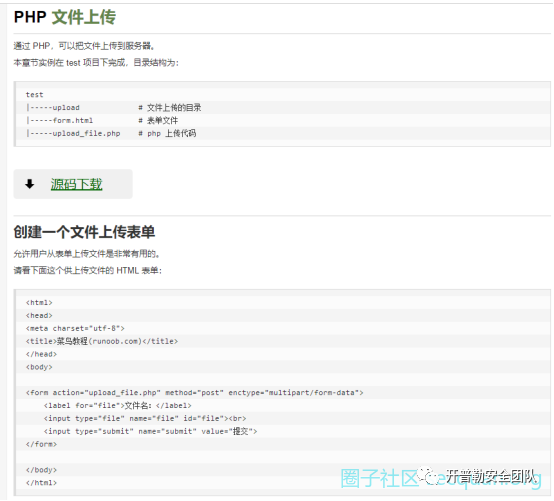 PHP 文件上传
通过 PHP，可以把文件上传到服务器。
本章节实例在 test 项目下完成，目录结构为：
test
|-----upload             # 文件上传的目录
|-----form.html          # 表单文件
|-----upload_file.php    # php 上传代码
源码下载
创建一个文件上传表单
允许用户从表单上传文件是非常有用的。
请看下面这个供上传文件的 HTML 表单：
<html>
<head>
<meta charset="utf-8">
<title>菜鸟教程(runoob.com)</title>
</head>
<body>
<form action="upload_file.php" method="post" enctype="multipart/form-data">
    <label for="file">文件名：</label>
    <input type="file" name="file" id="file"><br>
    <input type="submit" name="submit" value="提交">
</form>
</body>
</html>
圈子社区
开普勒安全团队